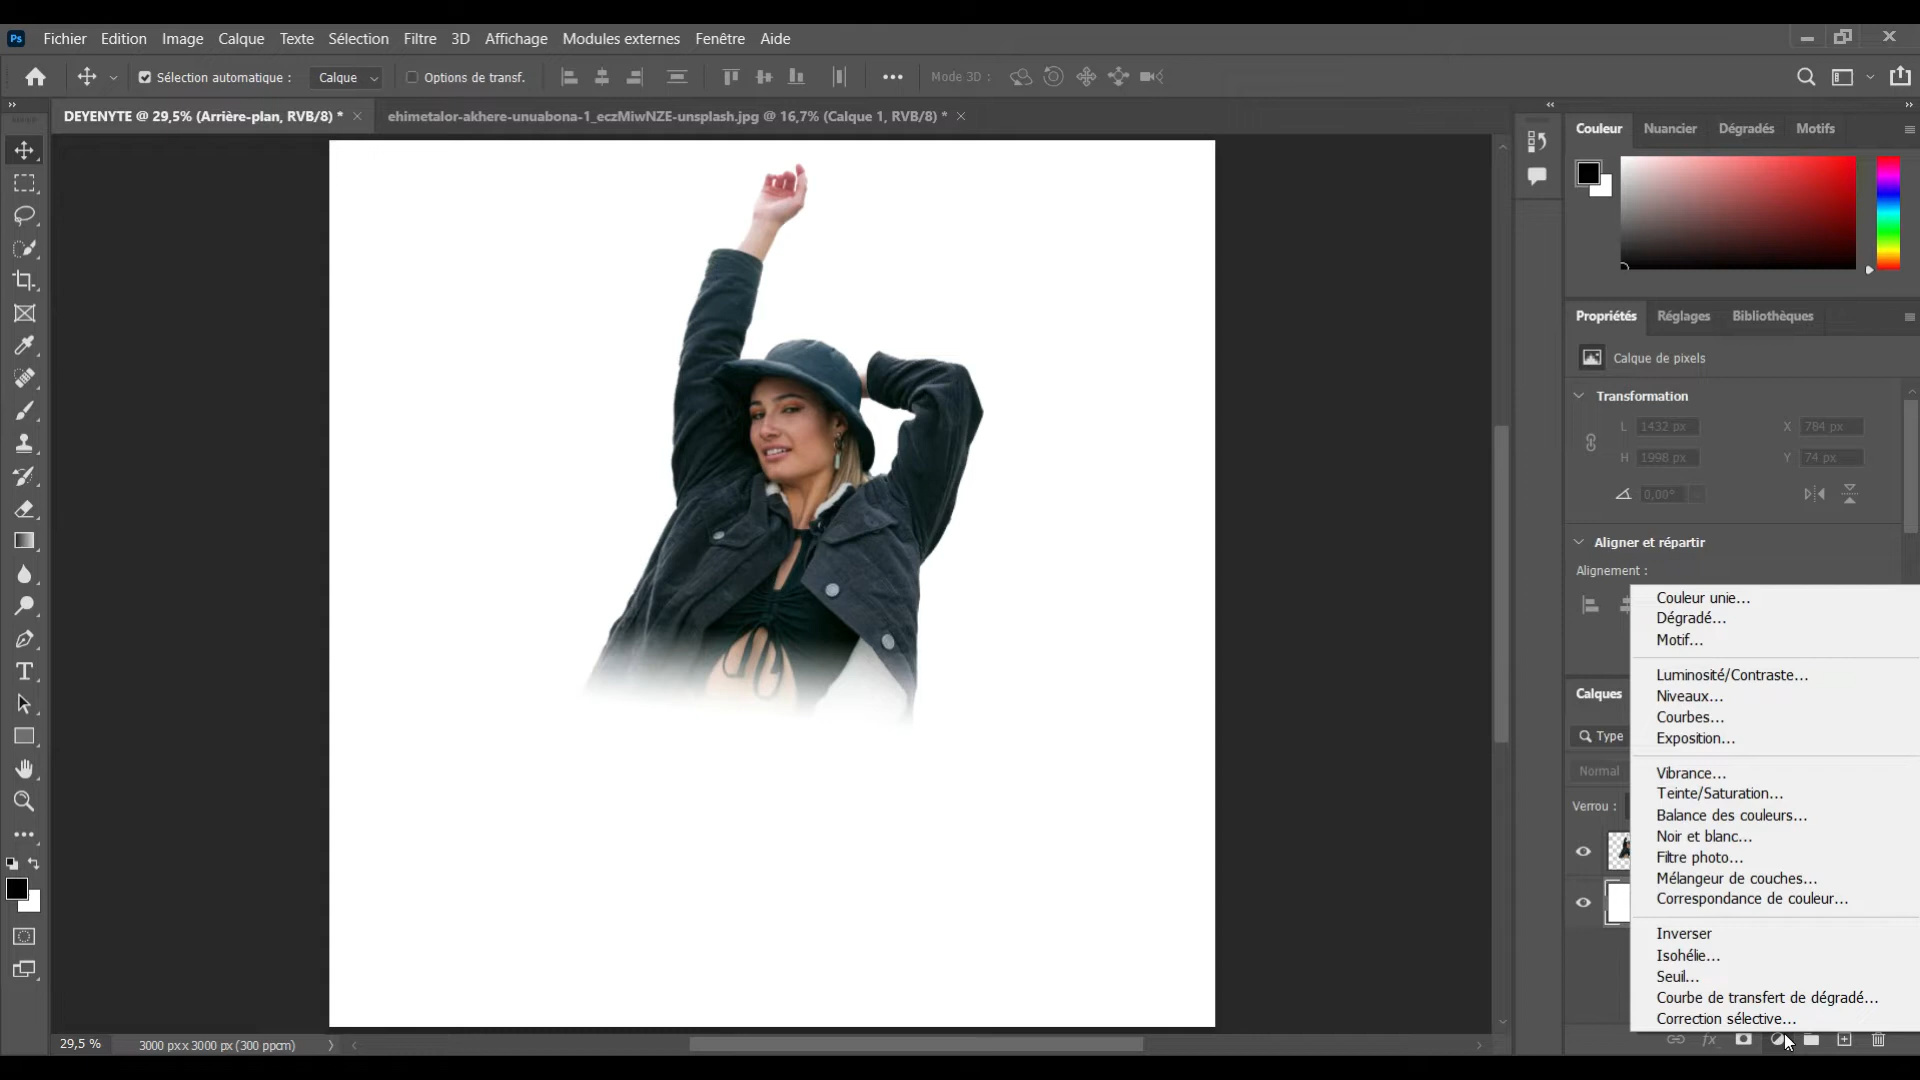 Ps Fichier Edition Image Calque Texte Sélection Filtre 3D Affichage Modules externes Fenêtre Aide
Sélection automatique : Calque Options de transf. Mode 3D :
DEYENYTE @ 29,5% (Arrière-plan, RVB/8) * ehimetalor-akhere-unuabona-1_eczMiwNZE-unsplash.jpg @ 16,7% (Calque 1, RVB/8) *
Couleur Nuancier Dégradés Motifs
Propriétés Réglages Bibliothèques
Calque de pixels
Transformation
L 1432 px X 784 px
H 1998 px Y 74 px
0,00°
Aligner et répartir
Alignement :
Couleur unie...
Dégradé...
Motif...
Luminosité/Contraste...
Niveaux...
Courbes...
Exposition...
Vibrance...
Teinte/Saturation...
Balance des couleurs...
Noir et blanc...
Filtre photo...
Mélangeur de couches...
Correspondance de couleur...
Inverser
Isohélie...
Seuil...
Courbe de transfert de dégradé...
Correction sélective...
Calques
Type
Normal
Verrou :
fx
T
29,5 % 3000 px x 3000 px (300 ppcm)